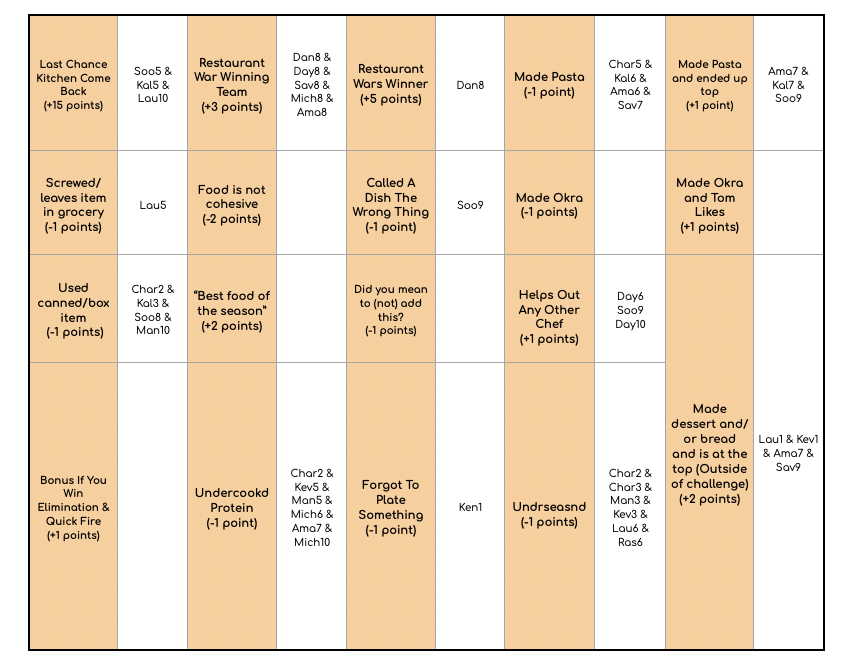 Last Chance
Kitchen Come
Back
(+15 points)
Soo5 &
Kal5 &
Lau10
Restaurant
War Winning
Team
(+3 points)
Dan8 &
Day8 &
Sav8 &
Mich8 &
Ama8
Restaurant
Wars Winner
(+5 points)
Dan8
Made Pasta
(-1 point)
Char5 &
Kal6 &
Ama6 &
Sav7
Made Pasta
and ended up
top
(+1 point)
Ama7 &
Kal7 &
Soo9
Screwed/
leaves item
in grocery
(-1 points)
Lau5
Food is not
cohesive
(-2 points)
Called A
Dish The
Wrong Thing
(-1 point)
Soo9
Made Okra
(-1 points)
Made Okra
and Tom
Likes
(+1 points)
Used
canned/box
item
(-1 points)
Char2 &
Kal3 &
Soo8 &
Man10
"Best food of
the season"
(+2 points)
Did you mean
to (not) add
this?
(-1 points)
Helps Out
Any Other
Chef
(+1 points)
Day6
Soo9
Day10
Made
dessert and/
or bread
and is at the
top (Outside
of challenge)
(+2 points)
Lau1 & Kev1
& Ama7 &
Sav9
Bonus If You
Win
Elimination &
Quick Fire
(+1 points)
Undercookd
Protein
(-1 point)
Char2 &
Kev5 &
Man5 &
Mich6 &
Ama7 &
Mich10
Forgot To
Plate
Something
(-1 point)
Ken1
Undrseasnd
(-1 points)
Char2 &
Char3 &
Man3 &
Kev3 &
Lau6 &
Ras6